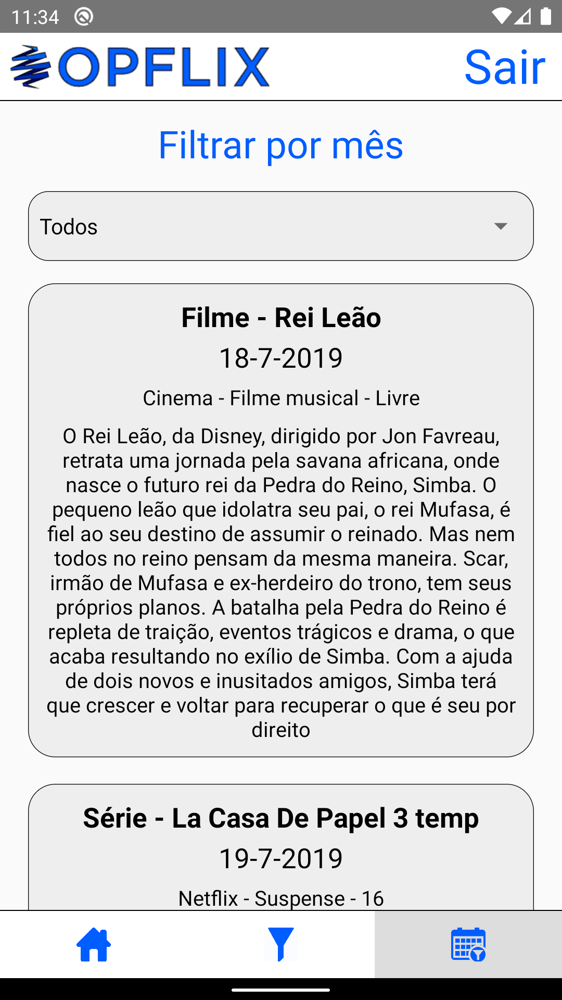 11:34
OPFLIX
Sair
Filtrar por mês
Todos
Filme - Rei Leão
18-7-2019
Cinema - Filme musical - Livre
O Rei Leão, da Disney, dirigido por Jon Favreau,
retrata uma jornada pela savana africana, onde
nasce o futuro rei da Pedra do Reino, Simba. O
pequeno leão que idolatra seu pai, o rei Mufasa, é
fiel ao seu destino de assumir o reinado. Mas nem
todos no reino pensam da mesma maneira. Scar,
irmão de Mufasa e ex-herdeiro do trono, tem seus
próprios planos. A batalha pela Pedra do Reino é
repleta de traição, eventos trágicos e drama, o que
acaba resultando no exílio de Simba. Com a ajuda
de dois novos e inusitados amigos, Simba terá
que crescer e voltar para recuperar o que é seu por
direito
Série - La Casa De Papel 3 temp
19-7-2019
Netflix - Suspense - 16